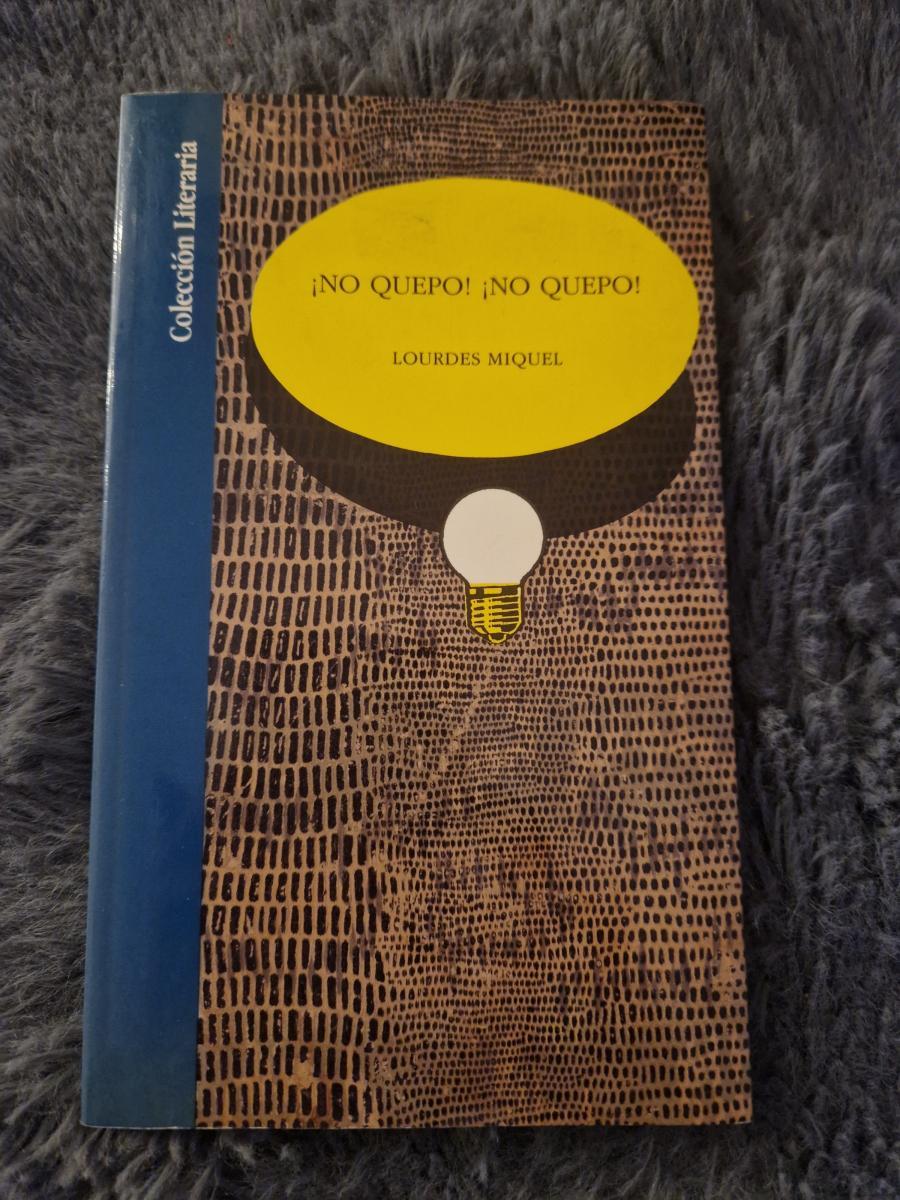 Colección Literaria
¡NO QUEPO! ¡NO QUEPO!
LOURDES MIQUEL